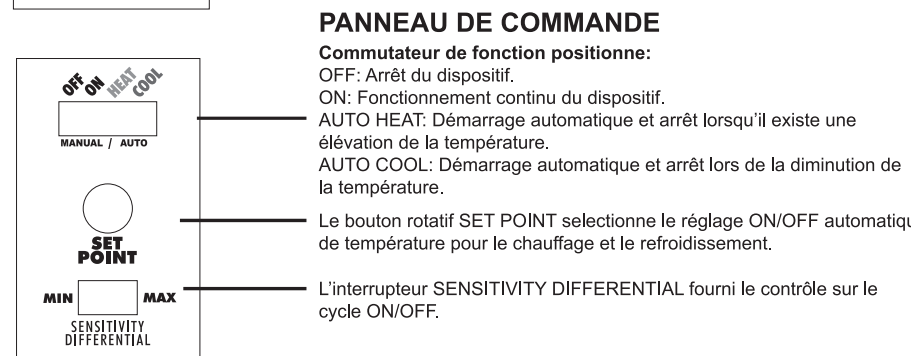 PANNEAU DE COMMANDE
Commutateur de fonction positionne:
OFF: Arrêt du dispositif.
ON: Fonctionnement continu du dispositif.
AUTO HEAT: Démarrage automatique et arrêt lorsqu'il existe une
élévation de la température.
AUTO COOL: Démarrage automatique et arrêt lors de la diminution de
la température.
Le bouton rotatif SET POINT selectionne le réglage ON/OFF automatiqu
de température pour le chauffage et le refroidissement.
L'interrupteur SENSITIVITY DIFFERENTIAL fourni le contrôle sur le
cycle ON/OFF.
OFF ON HEAT COOL
MANUAL / AUTO
SET
POINT
MIN MAX
SENSITIVITY
DIFFERENTIAL